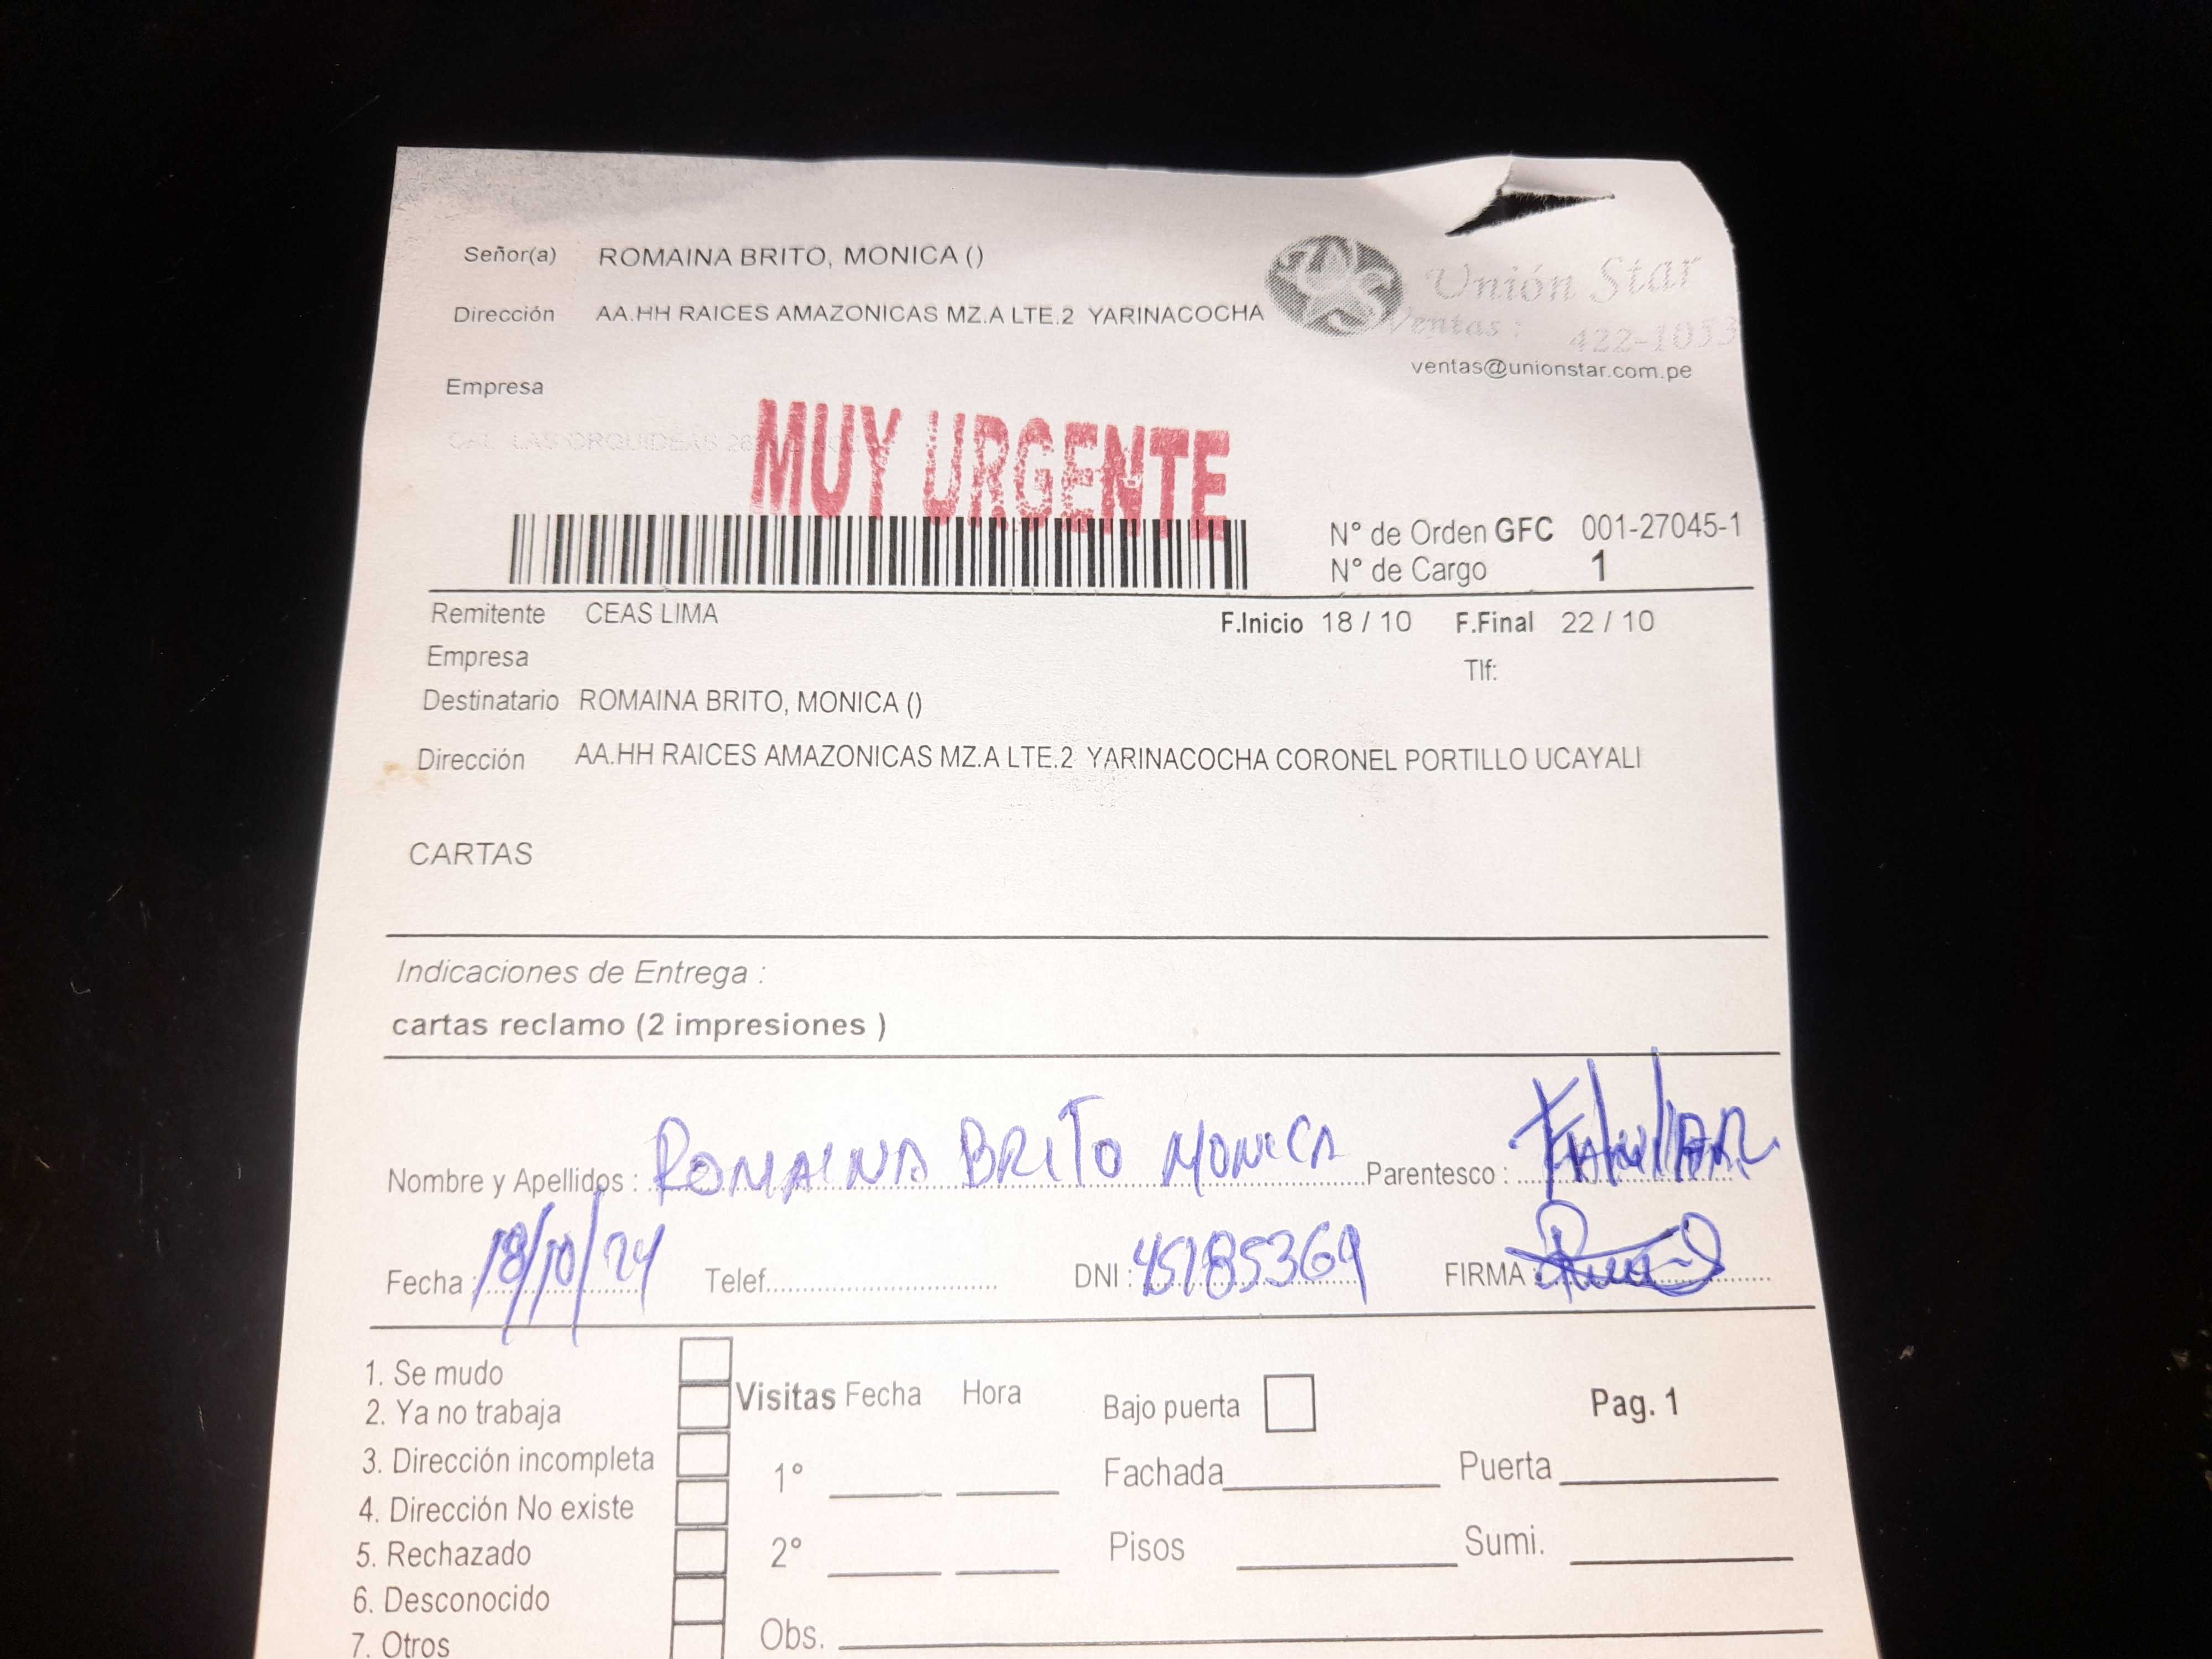 Señor(a) ROMAINA BRITO, MONICA ()
Dirección AA.HH RAICES AMAZONICAS MZ.A LTE.2 YARINACOCHA
Unión Star
Ventas : 422-1053
ventas@unionstar.com.pe
Empresa
CAL. LAS ORQUIDEAS
MUY URGENTE
N° de Orden GFC 001-27045-1
N° de Cargo 1
Remitente CEAS LIMA F.Inicio 18 / 10 F.Final 22 / 10
Empresa Tlf:
Destinatario ROMAINA BRITO, MONICA ()
Dirección AA.HH RAICES AMAZONICAS MZ.A LTE.2 YARINACOCHA CORONEL PORTILLO UCAYALI
CARTAS
Indicaciones de Entrega :
cartas reclamo (2 impresiones )
Nombre y Apellidos : ROMAINA BRITO MONICA Parentesco :
Fecha : 18/10/24 Telef. DNI : 45785369 FIRMA :
1. Se mudo
2. Ya no trabaja
3. Dirección incompleta
4. Dirección No existe
5. Rechazado
6. Desconocido
7. Otros
Visitas Fecha Hora Bajo puerta Pag. 1
1° Fachada Puerta
2° Pisos Sumi.
Obs.